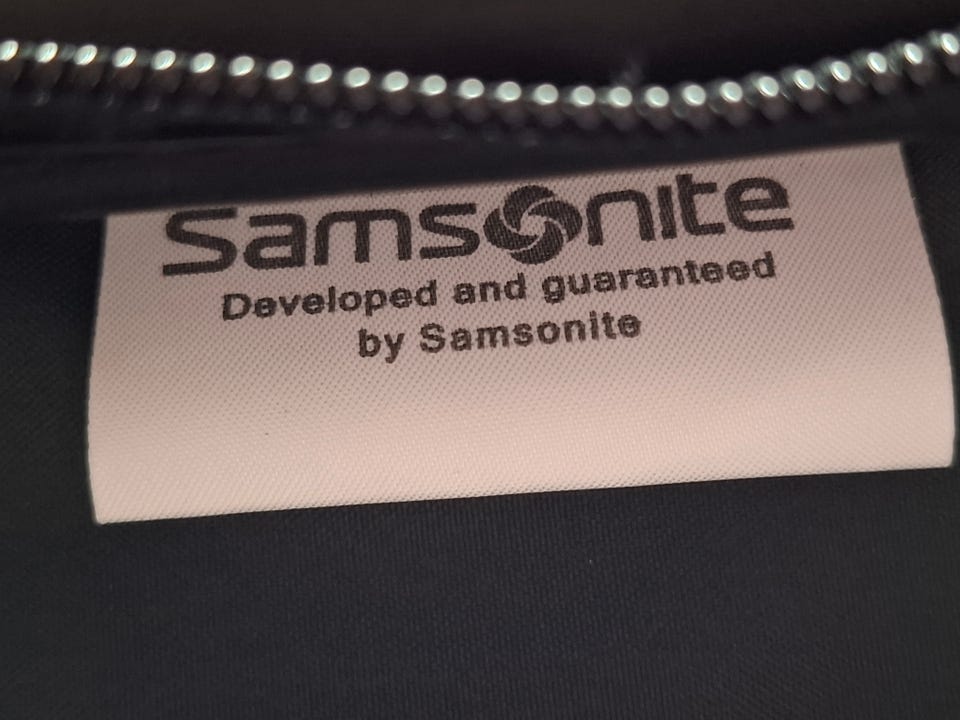 Samsonite
Developed and guaranteed
by Samsonite